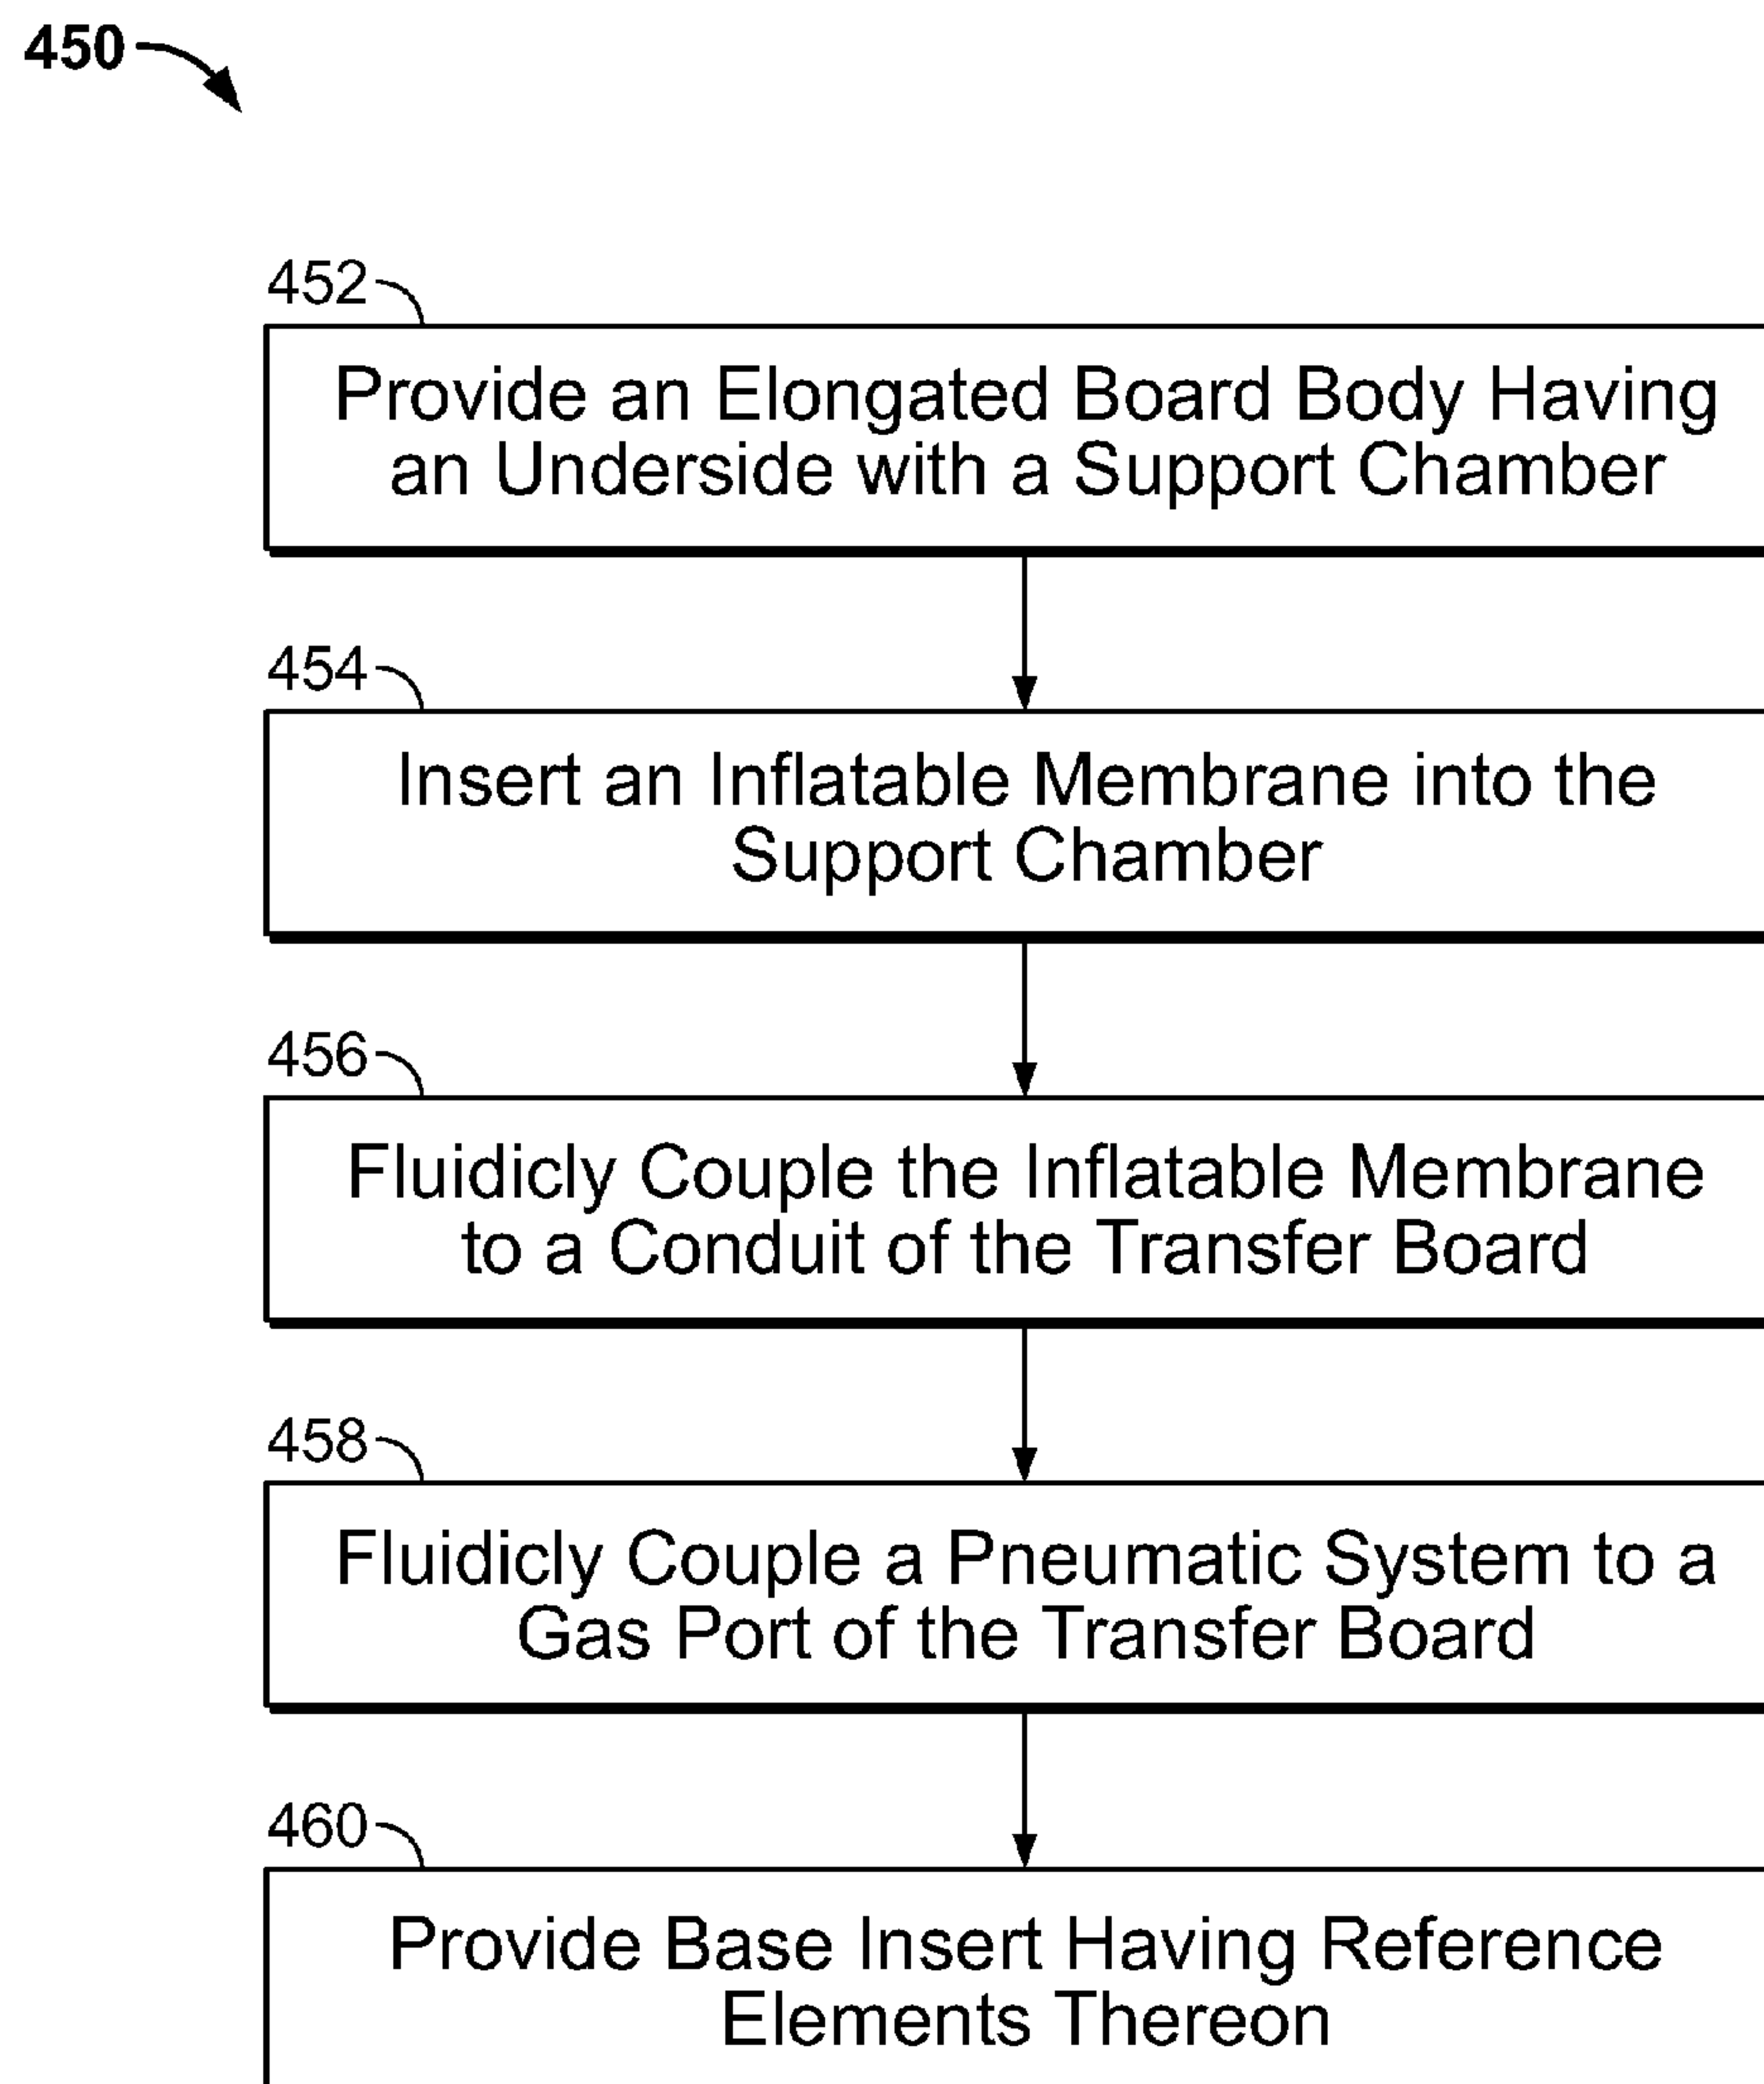 450
452
Provide an Elongated Board Body Having
an Underside with a Support Chamber
454
Insert an Inflatable Membrane into the
Support Chamber
456
Fluidicly Couple the Inflatable Membrane
to a Conduit of the Transfer Board
458
Fluidicly Couple a Pneumatic System to a
Gas Port of the Transfer Board
460
Provide Base Insert Having Reference
Elements Thereon